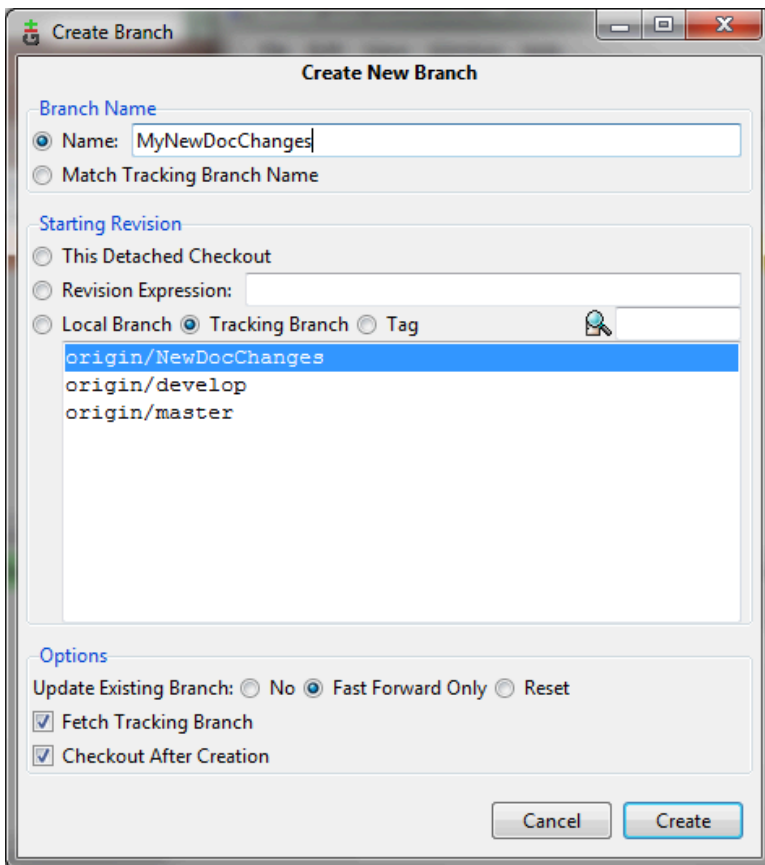 Create Branch
Create New Branch
Branch Name
Name: MyNewDocChanges
Match Tracking Branch Name
Starting Revision
This Detached Checkout
Revision Expression:
Local Branch Tracking Branch Tag
origin/NewDocChanges
origin/develop
origin/master
Options
Update Existing Branch: No Fast Forward Only Reset
Fetch Tracking Branch
Checkout After Creation
Cancel Create